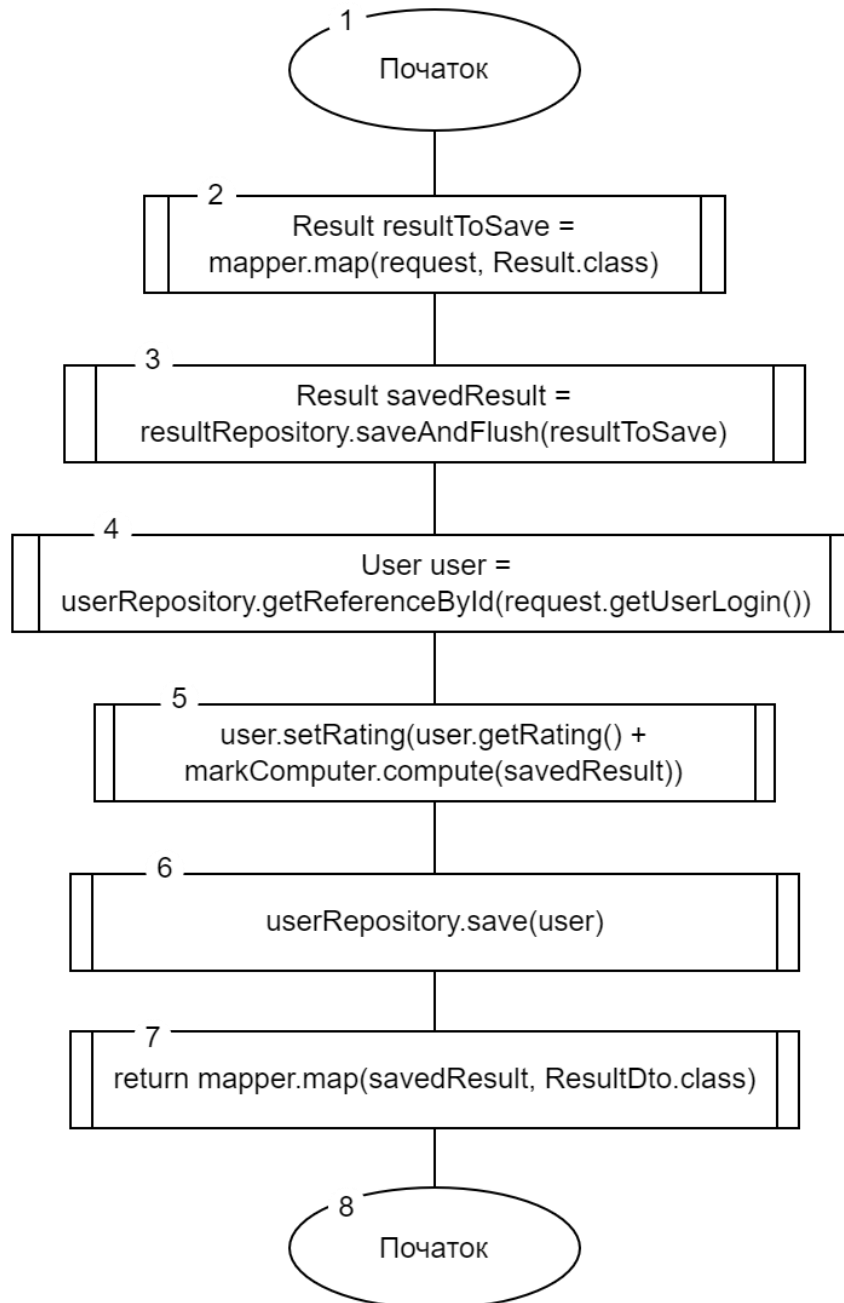 1
Початок
2
Result resultToSave =
mapper.map(request, Result.class)
3
Result savedResult =
resultRepository.saveAndFlush(resultToSave)
4
User user =
userRepository.getReferenceById(request.getUserLogin())
5
user.setRating(user.getRating() +
markComputer.compute(savedResult))
6
userRepository.save(user)
7
return mapper.map(savedResult, ResultDto.class)
8
Початок